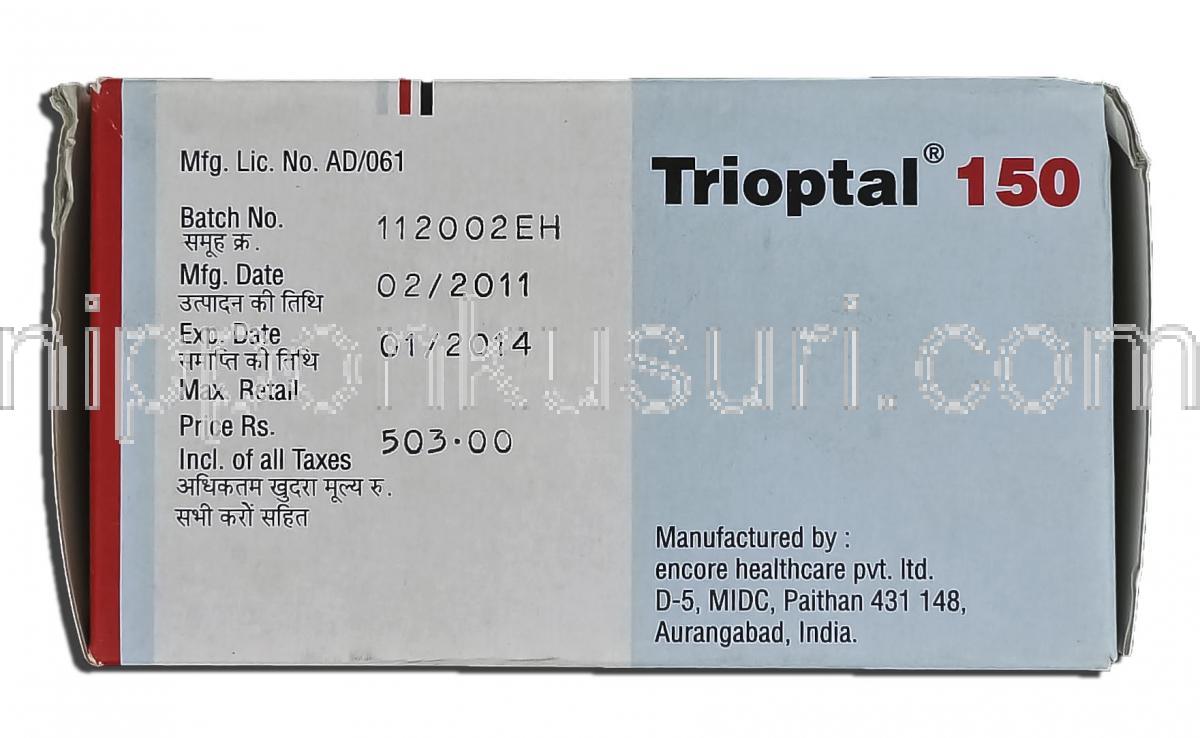 Mfg. Lic. No. AD/061
Batch No. 112002EH
समूह क्र.
Mfg. Date 02/2011
उत्पादन की तिथि
Exp. Date 01/2014
समाप्ति की तिथि
Max. Retail
Price Rs. 503.00
Incl. of all Taxes
अधिकतम खुदरा मूल्य रु.
सभी करों सहित
Trioptal® 150
Manufactured by :
encore healthcare pvt. ltd.
D-5, MIDC, Paithan 431 148,
Aurangabad, India.
nipponkusuri.com